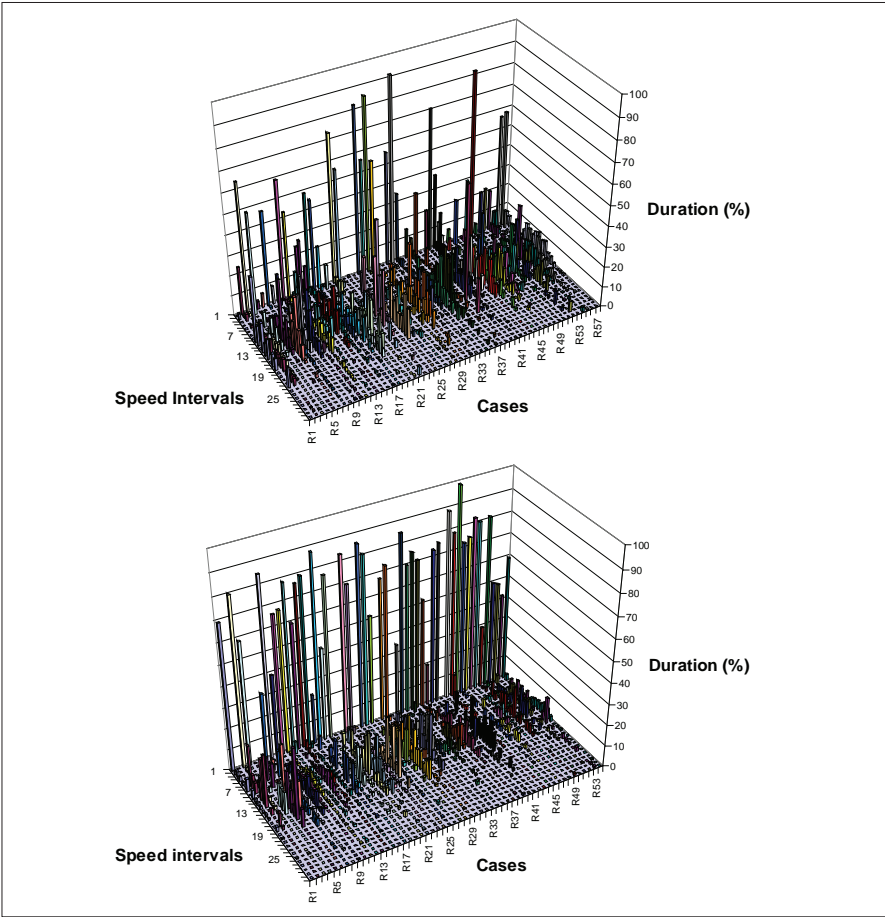 100
90
80
70
60
50
40
30
20
10
0
Duration (%)
1
7
13
19
25
Speed Intervals
R1
R5
R9
R13
R17
R21
R25
R29
R33
R37
R41
R45
R49
R53
R57
Cases
100
90
80
70
60
50
40
30
20
10
0
Duration (%)
1
7
13
19
25
Speed intervals
R1
R5
R9
R13
R17
R21
R25
R29
R33
R37
R41
R45
R49
R53
Cases